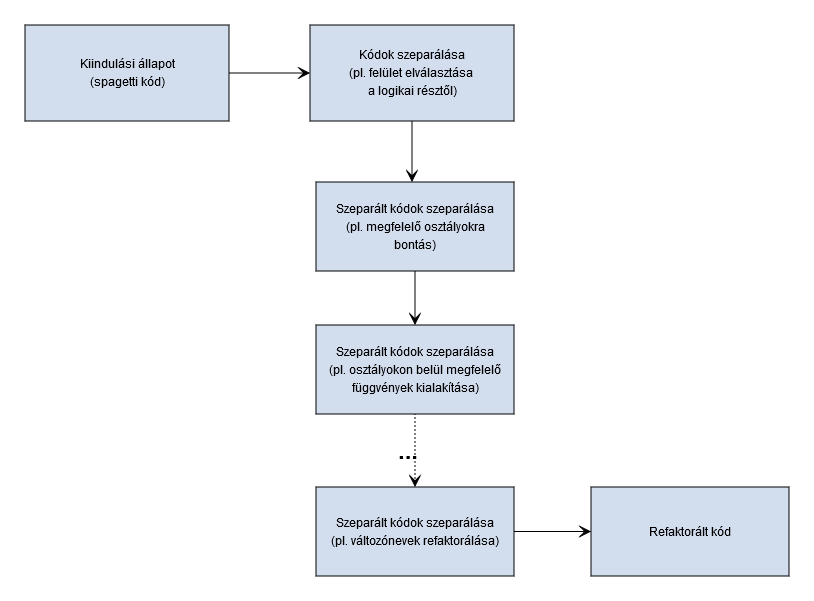 Kiindulási állapot
(spagetti kód)
Kódok szeparálása
(pl. felület elválasztása
a logikai résztől)
Szeparált kódok szeparálása
(pl. megfelelő osztályokra
bontás)
Szeparált kódok szeparálása
(pl. osztályokon belül megfelelő
függvények kialakítása)
...
Szeparált kódok szeparálása
(pl. változónevek refaktorálása)
Refaktorált kód